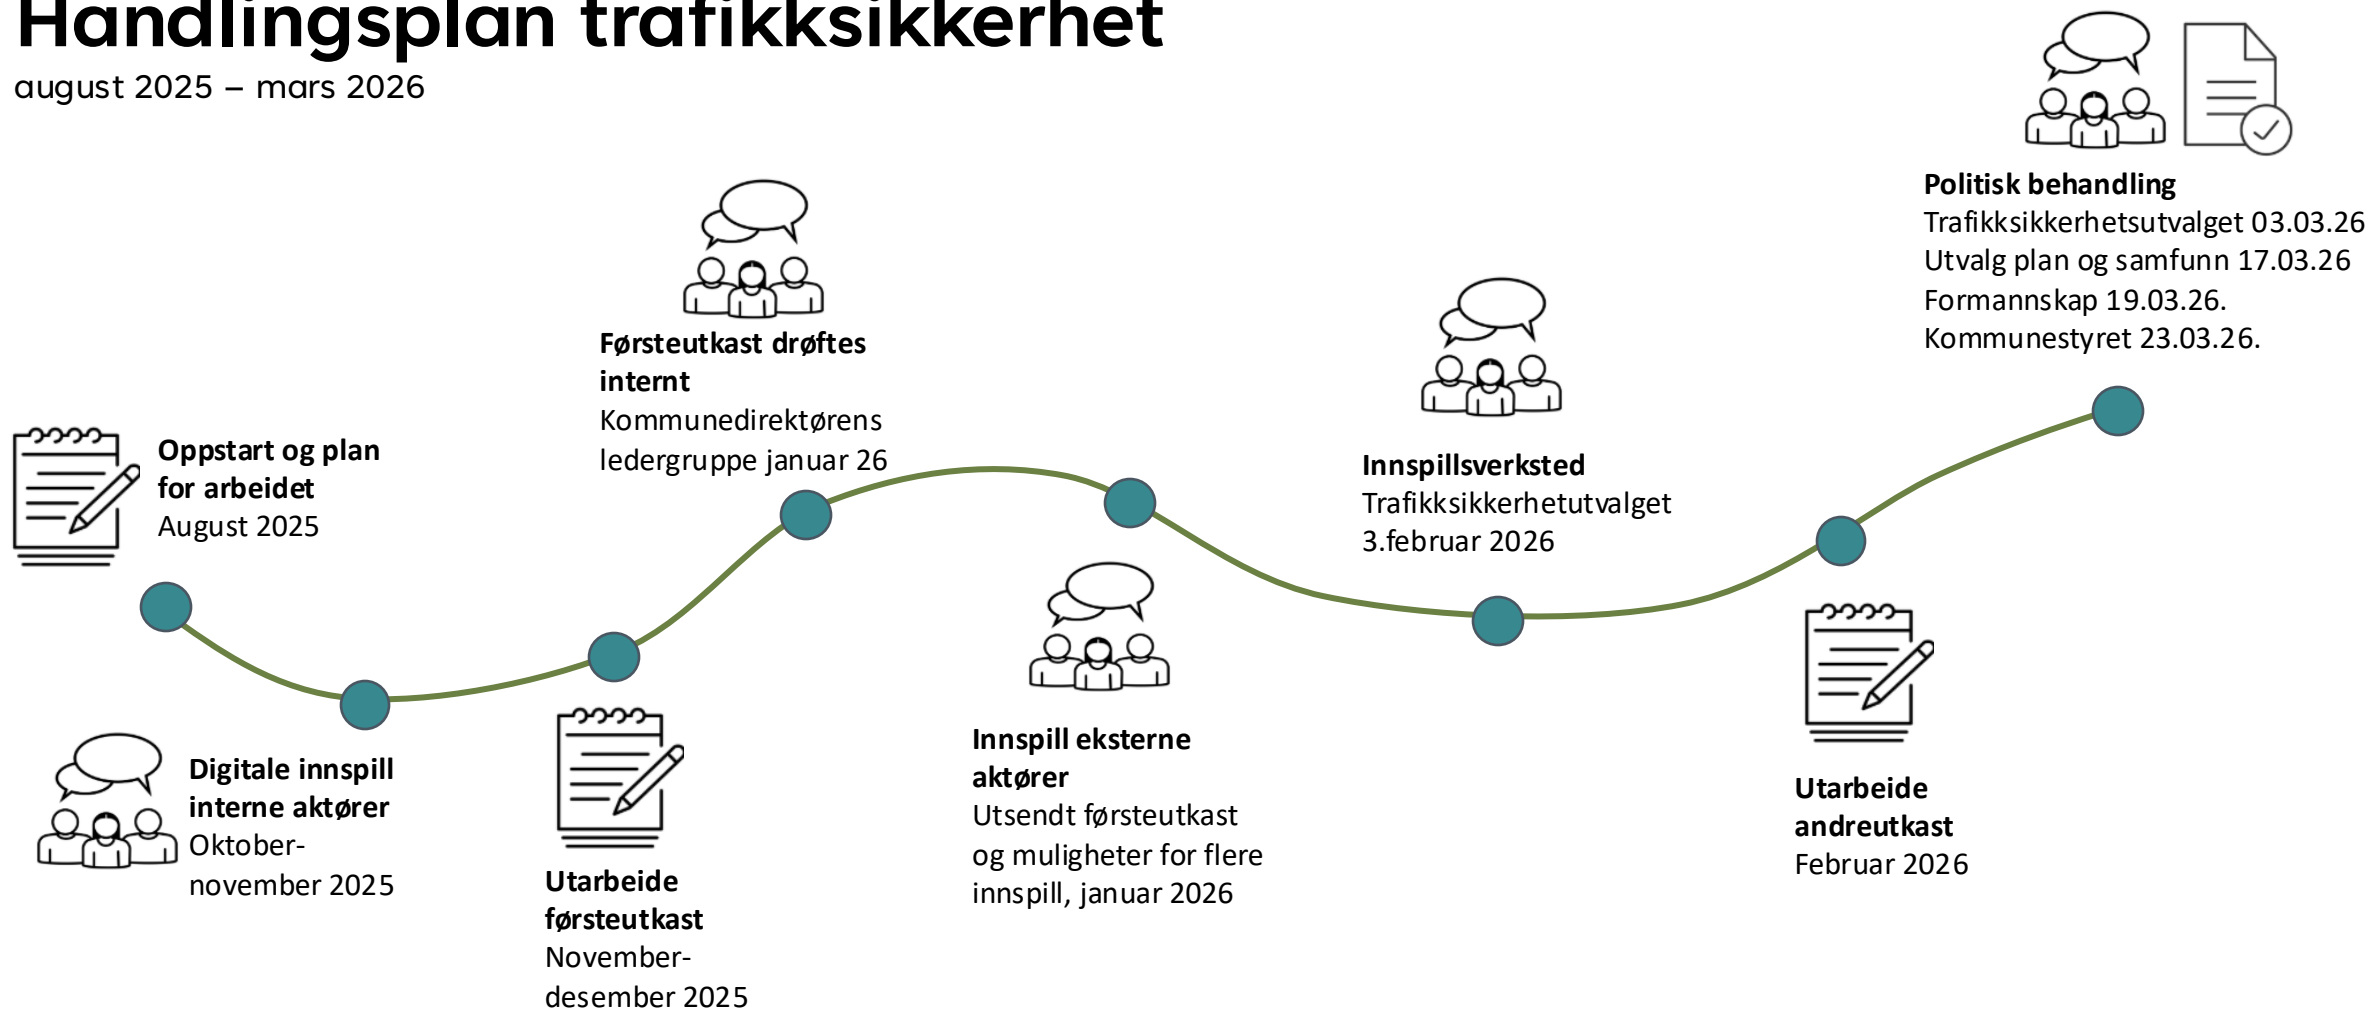 Handlingsplan trafikksikkerhet
august 2025 – mars 2026
Oppstart og plan
for arbeidet
August 2025
Digitale innspill
interne aktører
Oktober-
november 2025
Utarbeide
førsteutkast
November-
desember 2025
Førsteutkast drøftes
internt
Kommunedirektørens
ledergruppe januar 26
Innspill eksterne
aktører
Utsendt førsteutkast
og muligheter for flere
innspill, januar 2026
Innspillsverksted
Trafikksikkerhetutvalget
3.februar 2026
Utarbeide
andreutkast
Februar 2026
Politisk behandling
Trafikksikkerhetsutvalget 03.03.26
Utvalg plan og samfunn 17.03.26
Formannskap 19.03.26.
Kommunestyret 23.03.26.